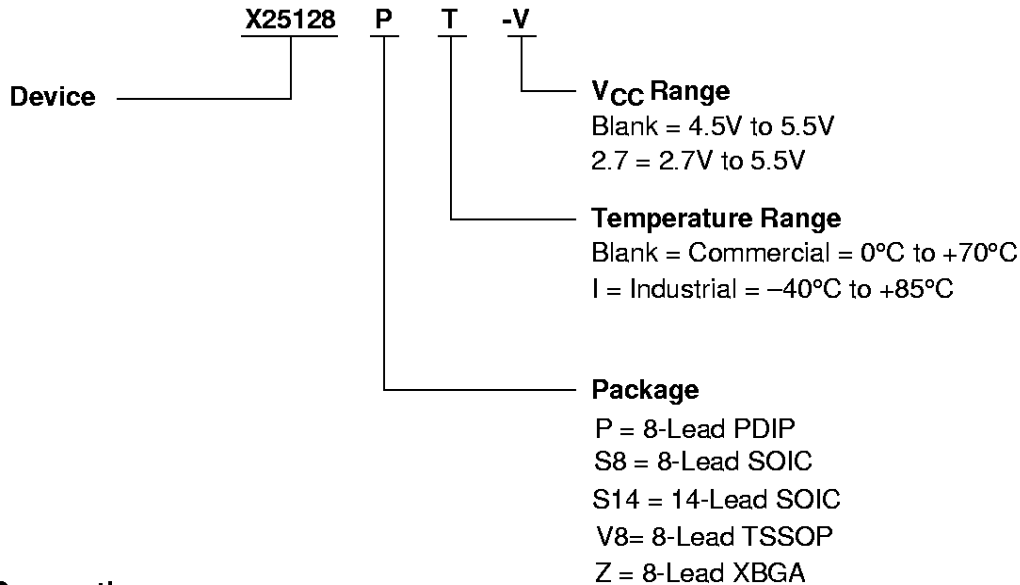 X25128 P T -V
Device
VCC Range
Blank = 4.5V to 5.5V
2.7 = 2.7V to 5.5V
Temperature Range
Blank = Commercial = 0°C to +70°C
I = Industrial = –40°C to +85°C
Package
P = 8-Lead PDIP
S8 = 8-Lead SOIC
S14 = 14-Lead SOIC
V8= 8-Lead TSSOP
Z = 8-Lead XBGA